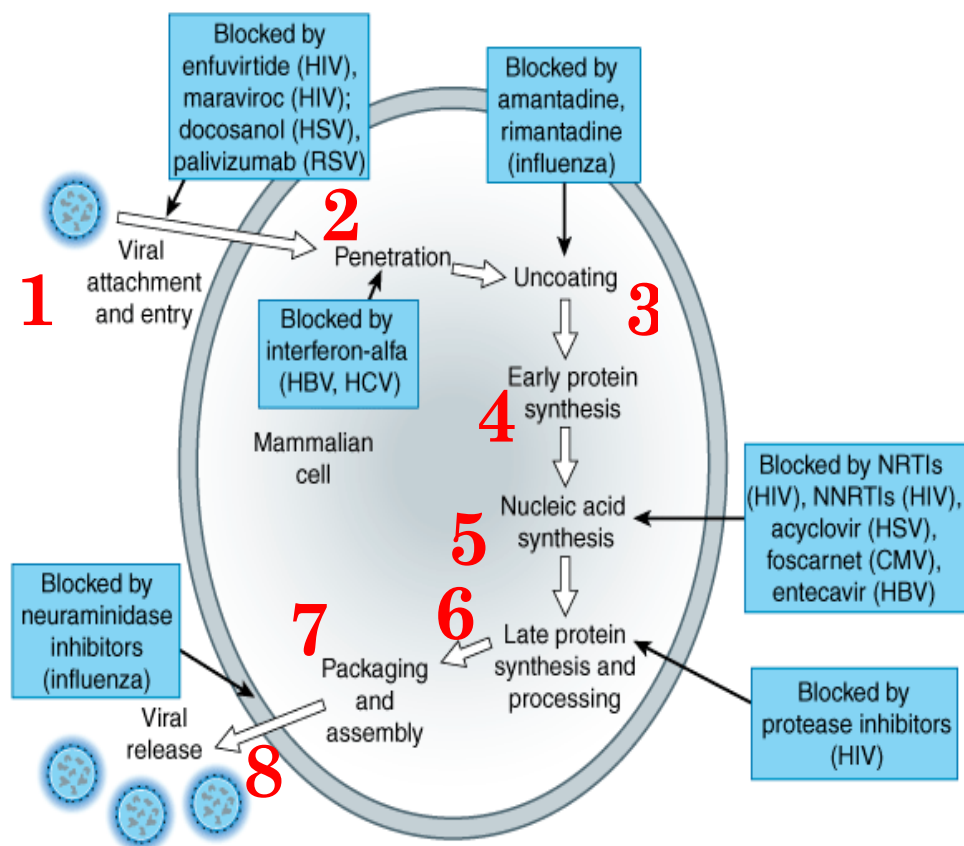 Blocked by
enfuvirtide (HIV),
maraviroc (HIV);
docosanol (HSV),
palivizumab (RSV)
Blocked by
amantadine,
rimantadine
(influenza)
1
Viral
attachment
and entry
2
Penetration
Uncoating
3
Blocked by
interferon-alfa
(HBV, HCV)
Early protein
synthesis
4
Mammalian
cell
Nucleic acid
synthesis
5
Blocked by NRTIs
(HIV), NNRTIs (HIV),
acyclovir (HSV),
foscarnet (CMV),
entecavir (HBV)
6
Late protein
synthesis and
processing
Blocked by
protease inhibitors
(HIV)
7
Packaging
and
assembly
Blocked by
neuraminidase
inhibitors
(influenza)
Viral
release
8